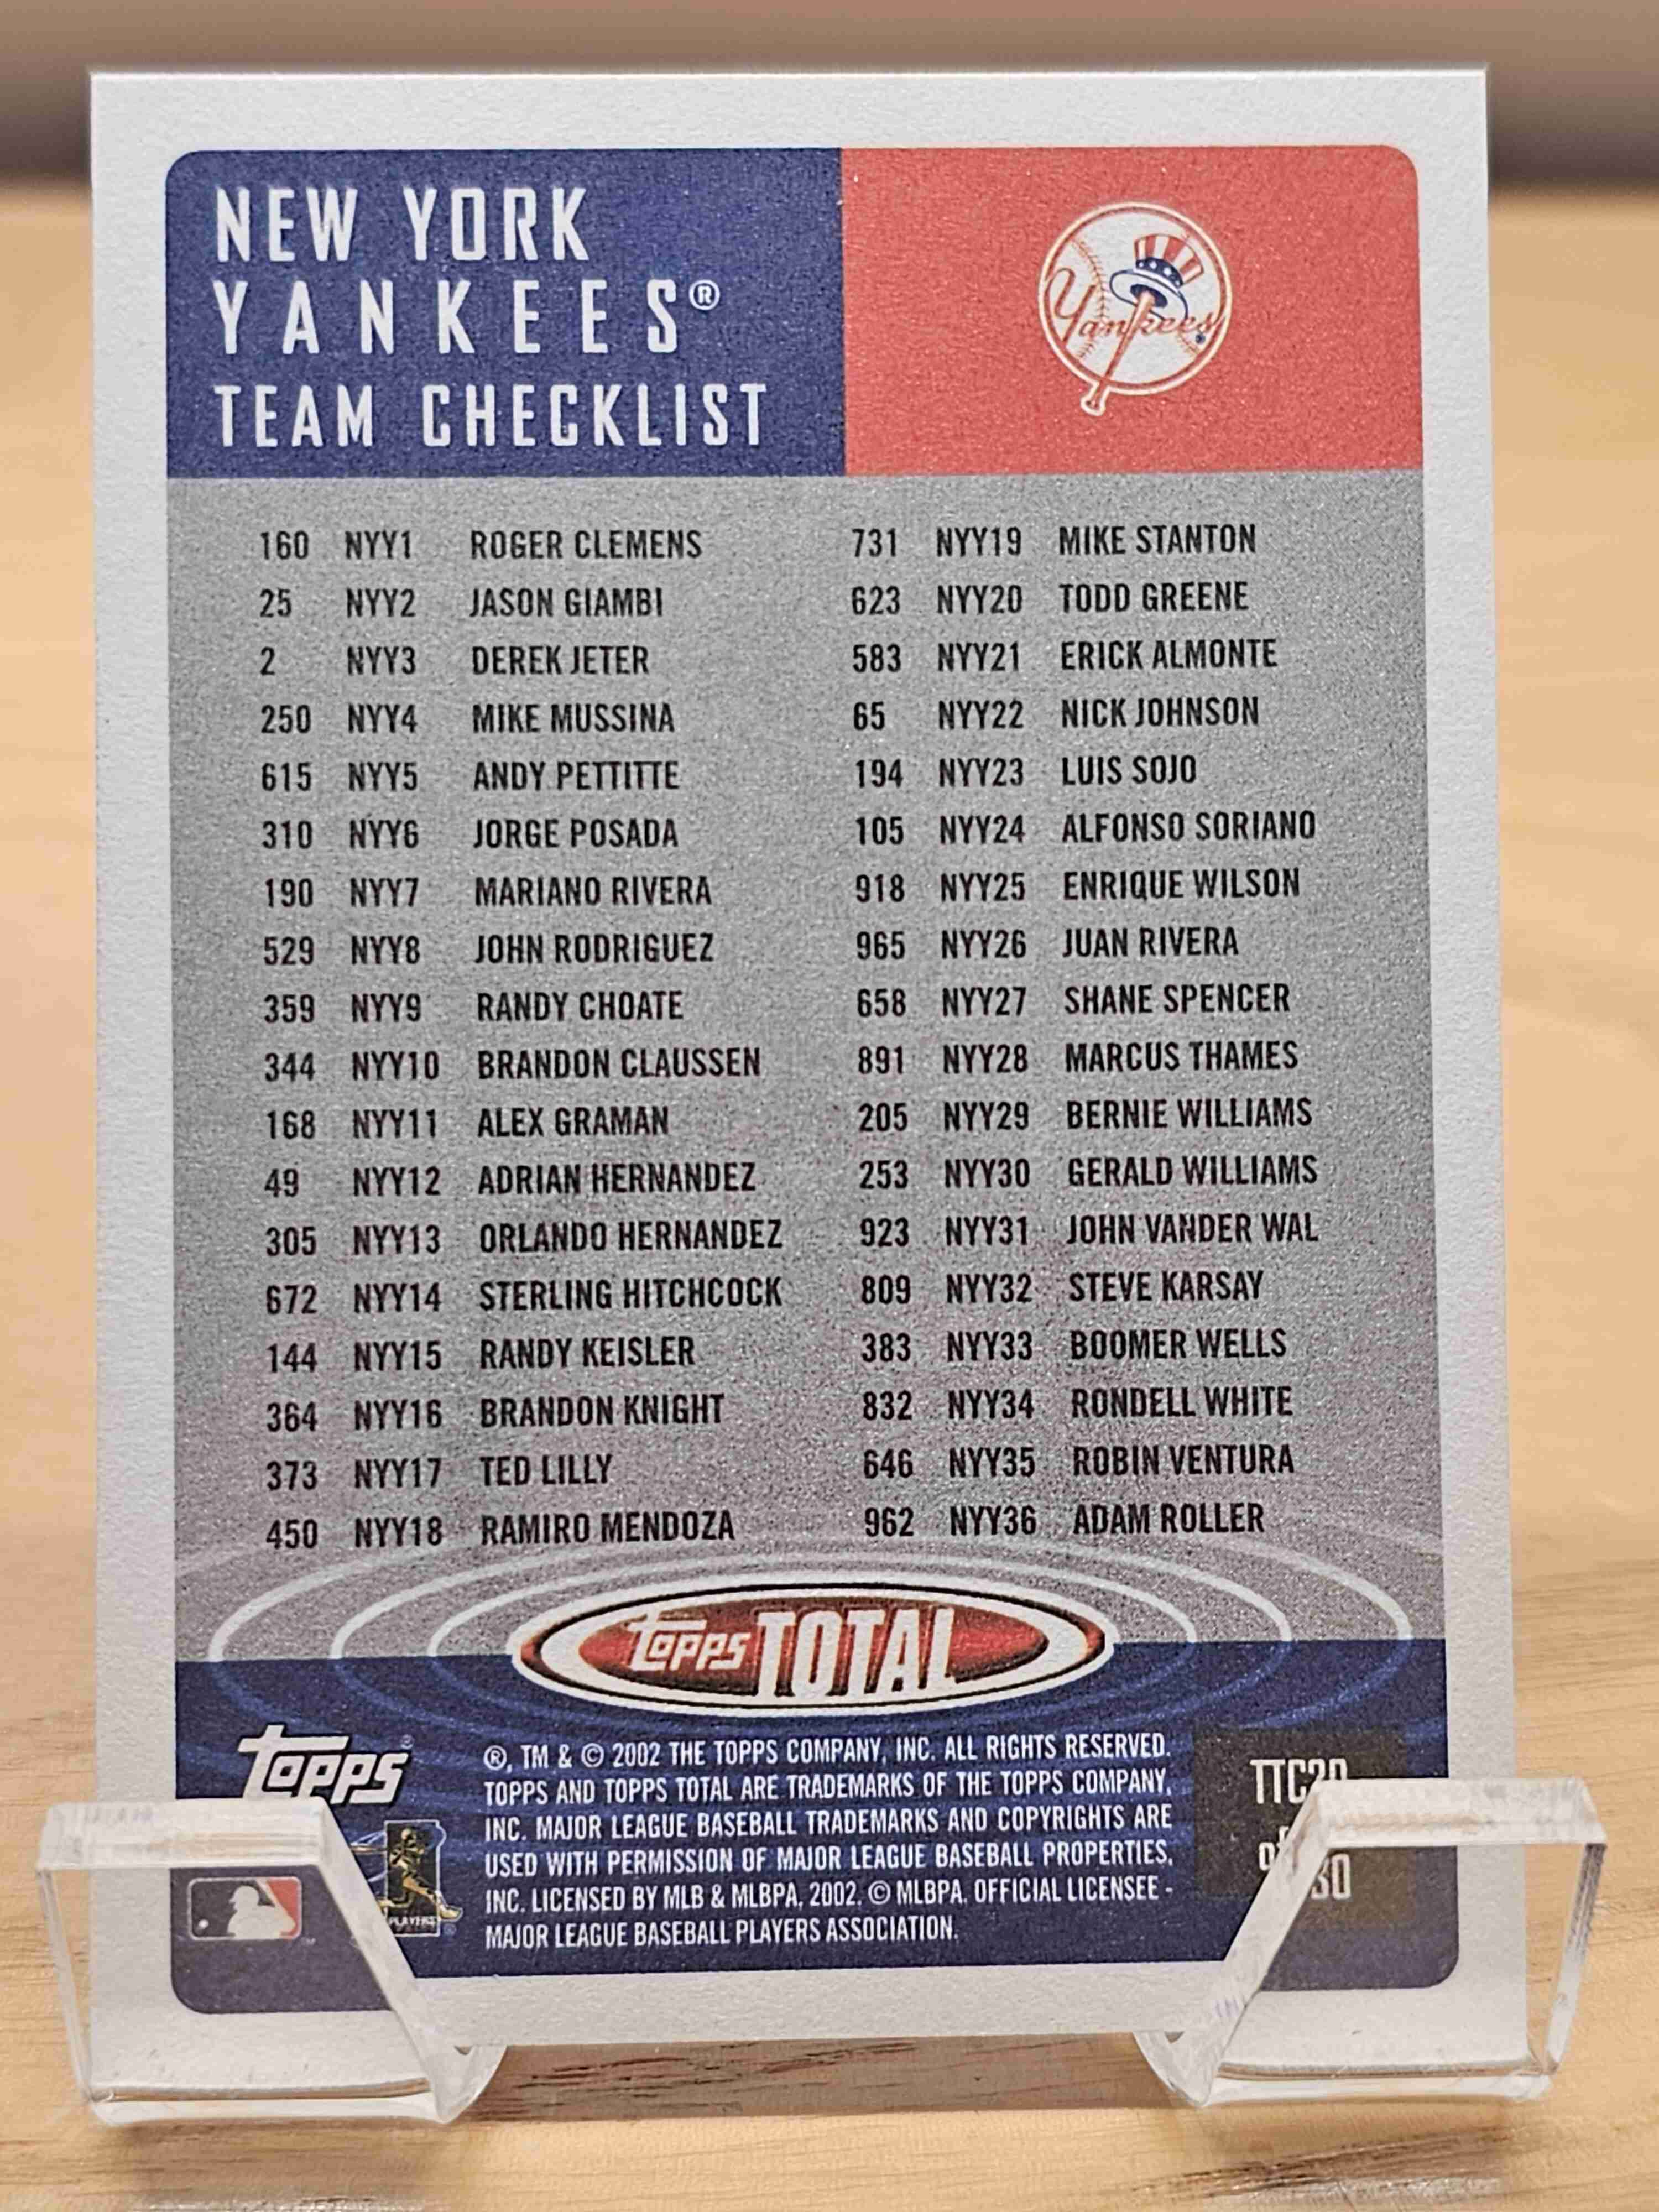 NEW YORK
YANKEES®
TEAM CHECKLIST
Yankees
160 NYY1 ROGER CLEMENS
25 NYY2 JASON GIAMBI
2 NYY3 DEREK JETER
250 NYY4 MIKE MUSSINA
615 NYY5 ANDY PETTITTE
310 NYY6 JORGE POSADA
190 NYY7 MARIANO RIVERA
529 NYY8 JOHN RODRIGUEZ
359 NYY9 RANDY CHOATE
344 NYY10 BRANDON CLAUSSEN
168 NYY11 ALEX GRAMAN
49 NYY12 ADRIAN HERNANDEZ
305 NYY13 ORLANDO HERNANDEZ
672 NYY14 STERLING HITCHCOCK
144 NYY15 RANDY KEISLER
364 NYY16 BRANDON KNIGHT
373 NYY17 TED LILLY
450 NYY18 RAMIRO MENDOZA
731 NYY19 MIKE STANTON
623 NYY20 TODD GREENE
583 NYY21 ERICK ALMONTE
65 NYY22 NICK JOHNSON
194 NYY23 LUIS SOJO
105 NYY24 ALFONSO SORIANO
918 NYY25 ENRIQUE WILSON
965 NYY26 JUAN RIVERA
658 NYY27 SHANE SPENCER
891 NYY28 MARCUS THAMES
205 NYY29 BERNIE WILLIAMS
253 NYY30 GERALD WILLIAMS
923 NYY31 JOHN VANDER WAL
809 NYY32 STEVE KARSAY
383 NYY33 BOOMER WELLS
832 NYY34 RONDELL WHITE
646 NYY35 ROBIN VENTURA
962 NYY36 ADAM ROLLER
Topps TOTAL
Topps®
®, TM & © 2002 THE TOPPS COMPANY, INC. ALL RIGHTS RESERVED.
TOPPS AND TOPPS TOTAL ARE TRADEMARKS OF THE TOPPS COMPANY,
INC. MAJOR LEAGUE BASEBALL TRADEMARKS AND COPYRIGHTS ARE
USED WITH PERMISSION OF MAJOR LEAGUE BASEBALL PROPERTIES,
INC. LICENSED BY MLB & MLBPA, 2002. © MLBPA, OFFICIAL LICENSEE -
MAJOR LEAGUE BASEBALL PLAYERS ASSOCIATION.
PLAYERS